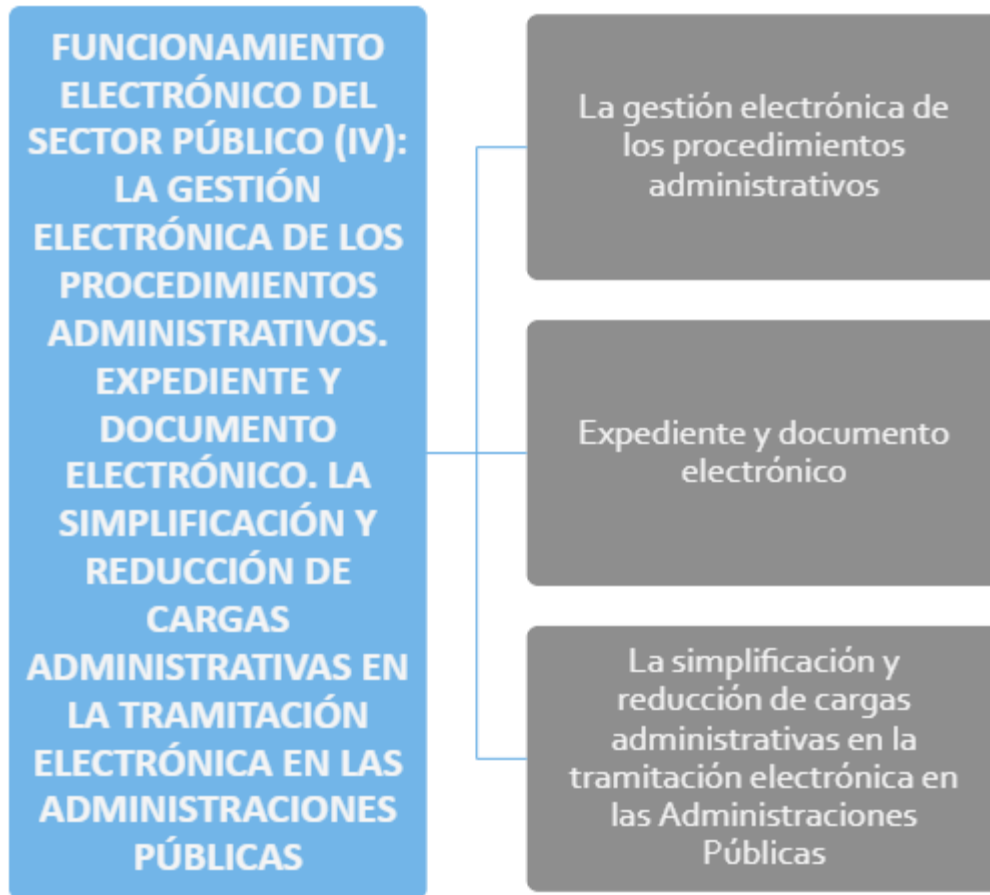 FUNCIONAMIENTO
ELECTRÓNICO DEL
SECTOR PÚBLICO (IV):
LA GESTIÓN
ELECTRÓNICA DE LOS
PROCEDIMIENTOS
ADMINISTRATIVOS.
EXPEDIENTE Y
DOCUMENTO
ELECTRÓNICO. LA
SIMPLIFICACIÓN Y
REDUCCIÓN DE
CARGAS
ADMINISTRATIVAS EN
LA TRAMITACIÓN
ELECTRÓNICA EN LAS
ADMINISTRACIONES
PÚBLICAS
La gestión electrónica de
los procedimientos
administrativos
Expediente y documento
electrónico
La simplificación y
reducción de cargas
administrativas en la
tramitación electrónica en
las Administraciones
Públicas